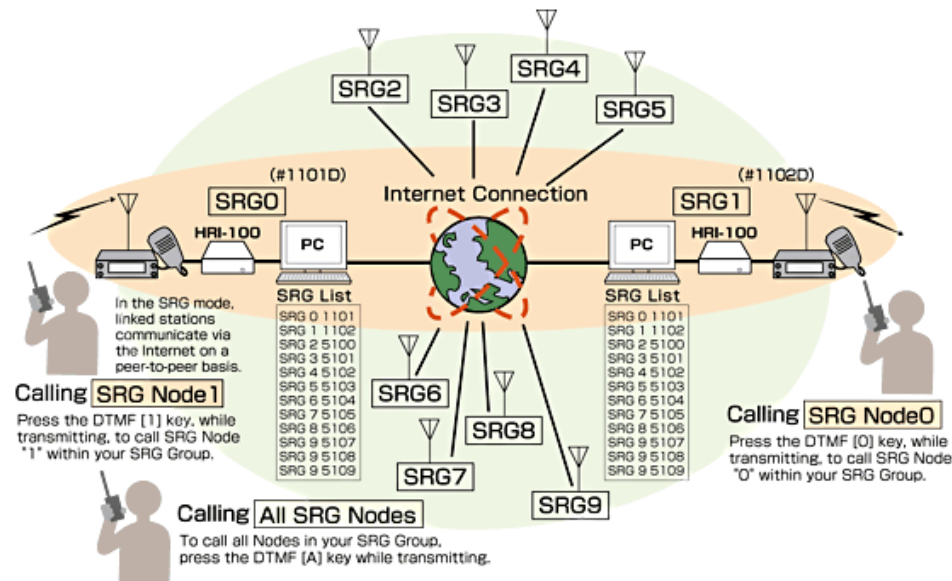 SRG2
SRG3
SRG4
SRG5
(#1101D)
(#1102D)
Internet Connection
SRG0
SRG1
HRI-100
HRI-100
PC
PC
In the SRG mode,
linked stations
communicate via
the Internet on a
peer-to-peer basis.
SRG List
SRG 0 1101
SRG 1 1102
SRG 2 5100
SRG 3 5101
SRG 4 5102
SRG 5 5103
SRG 6 5104
SRG 7 5105
SRG 8 5106
SRG 9 5107
SRG 9 5108
SRG 9 5109
SRG List
SRG 0 1101
SRG 1 1102
SRG 2 5100
SRG 3 5101
SRG 4 5102
SRG 5 5103
SRG 6 5104
SRG 7 5105
SRG 8 5106
SRG 9 5107
SRG 9 5108
SRG 9 5109
SRG6
SRG7
SRG8
SRG9
Calling SRG Node1
Press the DTMF [1] key, while
transmitting, to call SRG Node
"1" within your SRG Group.
Calling SRG Node0
Press the DTMF [0] key, while
transmitting, to call SRG Node
"0" within your SRG Group.
Calling All SRG Nodes
To call all Nodes in your SRG Group,
press the DTMF [A] key while transmitting.